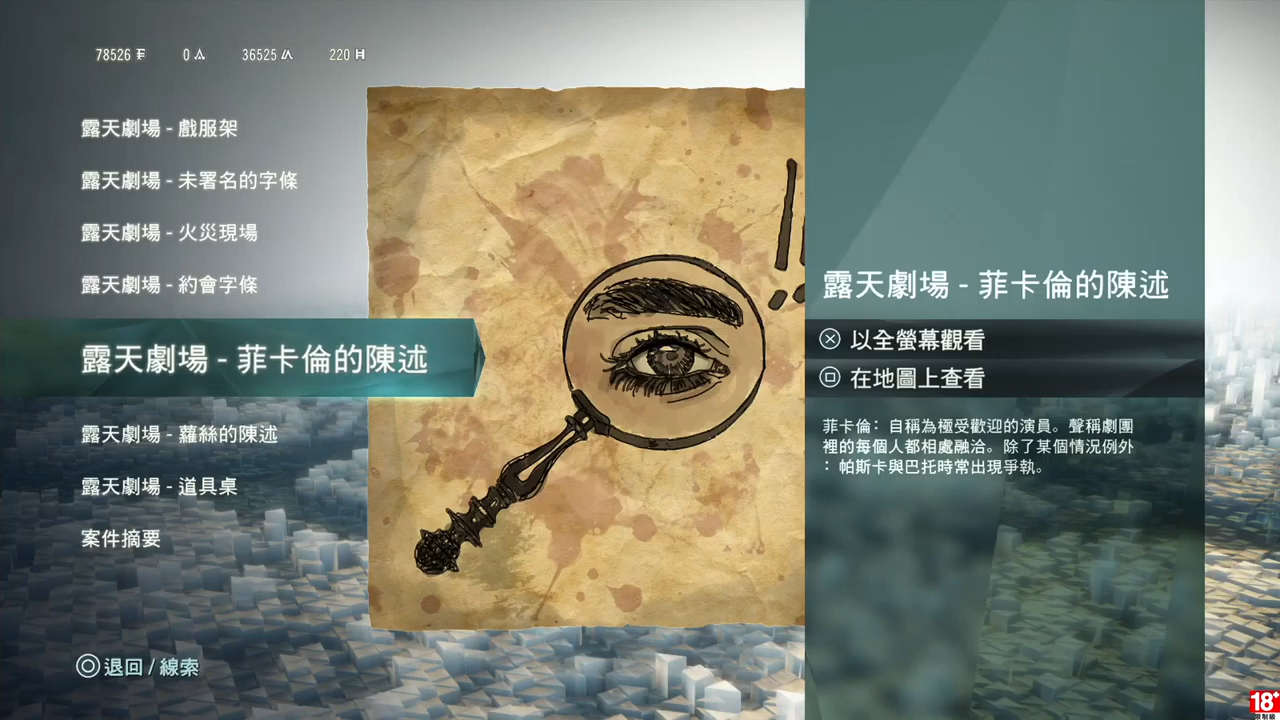 78526 0 36525 220
露天劇場 - 戲服架
露天劇場 - 未署名的字條
露天劇場 - 火災現場
露天劇場 - 約會字條
露天劇場 - 菲卡倫的陳述
露天劇場 - 蘿絲的陳述
露天劇場 - 道具桌
案件摘要
退回 / 線索
露天劇場 - 菲卡倫的陳述
以全螢幕觀看
在地圖上查看
菲卡倫：自稱為極受歡迎的演員。聲稱劇團
裡的每個人都相處融洽。除了某個情況例外
：帕斯卡與巴托時常出現爭執。
18+